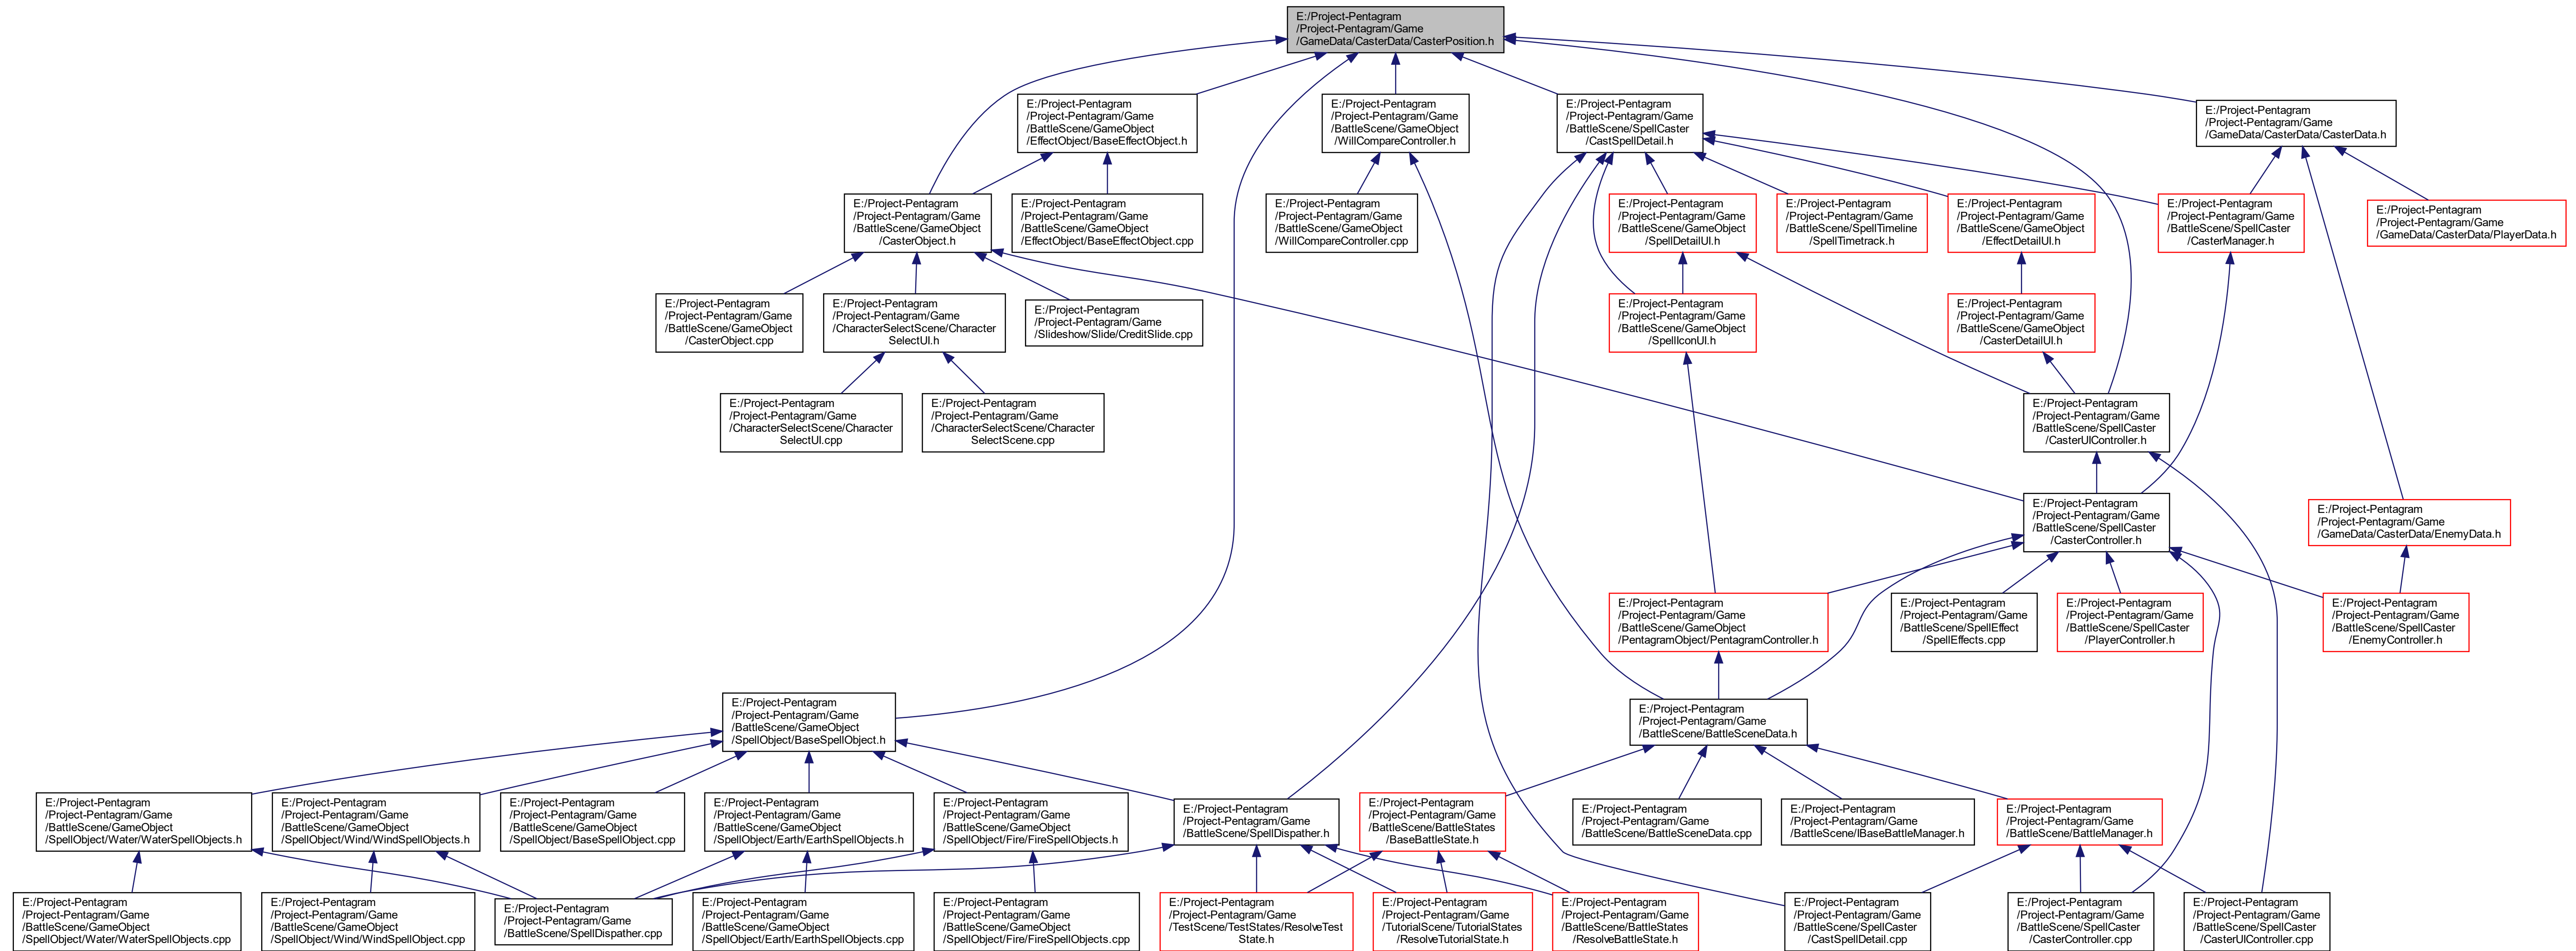 E:/Project-Pentagram
/Project-Pentagram/Game
/GameData/CasterData/CasterPosition.h
E:/Project-Pentagram
/Project-Pentagram/Game
/BattleScene/GameObject
/EffectObject/BaseEffectObject.h
E:/Project-Pentagram
/Project-Pentagram/Game
/BattleScene/GameObject
/WillCompareController.h
E:/Project-Pentagram
/Project-Pentagram/Game
/BattleScene/SpellCaster
/CastSpellDetail.h
E:/Project-Pentagram
/Project-Pentagram/Game
/GameData/CasterData/CasterData.h
E:/Project-Pentagram
/Project-Pentagram/Game
/BattleScene/GameObject
/CasterObject.h
E:/Project-Pentagram
/Project-Pentagram/Game
/BattleScene/GameObject
/EffectObject/BaseEffectObject.cpp
E:/Project-Pentagram
/Project-Pentagram/Game
/BattleScene/GameObject
/WillCompareController.cpp
E:/Project-Pentagram
/Project-Pentagram/Game
/BattleScene/GameObject
/SpellDetailUI.h
E:/Project-Pentagram
/Project-Pentagram/Game
/BattleScene/SpellTimeline
/SpellTimetrack.h
E:/Project-Pentagram
/Project-Pentagram/Game
/BattleScene/GameObject
/EffectDetailUI.h
E:/Project-Pentagram
/Project-Pentagram/Game
/BattleScene/SpellCaster
/CasterManager.h
E:/Project-Pentagram
/Project-Pentagram/Game
/GameData/CasterData/PlayerData.h
E:/Project-Pentagram
/Project-Pentagram/Game
/BattleScene/GameObject
/CasterObject.cpp
E:/Project-Pentagram
/Project-Pentagram/Game
/CharacterSelectScene/Character
SelectUI.h
E:/Project-Pentagram
/Project-Pentagram/Game
/Slideshow/Slide/CreditSlide.cpp
E:/Project-Pentagram
/Project-Pentagram/Game
/BattleScene/GameObject
/SpellIconUI.h
E:/Project-Pentagram
/Project-Pentagram/Game
/BattleScene/GameObject
/CasterDetailUI.h
E:/Project-Pentagram
/Project-Pentagram/Game
/CharacterSelectScene/Character
SelectUI.cpp
E:/Project-Pentagram
/Project-Pentagram/Game
/CharacterSelectScene/Character
SelectScene.cpp
E:/Project-Pentagram
/Project-Pentagram/Game
/BattleScene/SpellCaster
/CasterUIController.h
E:/Project-Pentagram
/Project-Pentagram/Game
/BattleScene/SpellCaster
/CasterController.h
E:/Project-Pentagram
/Project-Pentagram/Game
/GameData/CasterData/EnemyData.h
E:/Project-Pentagram
/Project-Pentagram/Game
/BattleScene/GameObject
/PentagramObject/PentagramController.h
E:/Project-Pentagram
/Project-Pentagram/Game
/BattleScene/SpellEffect
/SpellEffects.cpp
E:/Project-Pentagram
/Project-Pentagram/Game
/BattleScene/SpellCaster
/PlayerController.h
E:/Project-Pentagram
/Project-Pentagram/Game
/BattleScene/SpellCaster
/EnemyController.h
E:/Project-Pentagram
/Project-Pentagram/Game
/BattleScene/GameObject
/SpellObject/BaseSpellObject.h
E:/Project-Pentagram
/Project-Pentagram/Game
/BattleScene/BattleSceneData.h
E:/Project-Pentagram
/Project-Pentagram/Game
/BattleScene/GameObject
/SpellObject/Water/WaterSpellObjects.h
E:/Project-Pentagram
/Project-Pentagram/Game
/BattleScene/GameObject
/SpellObject/Wind/WindSpellObjects.h
E:/Project-Pentagram
/Project-Pentagram/Game
/BattleScene/GameObject
/SpellObject/BaseSpellObject.cpp
E:/Project-Pentagram
/Project-Pentagram/Game
/BattleScene/GameObject
/SpellObject/Earth/EarthSpellObjects.h
E:/Project-Pentagram
/Project-Pentagram/Game
/BattleScene/GameObject
/SpellObject/Fire/FireSpellObjects.h
E:/Project-Pentagram
/Project-Pentagram/Game
/BattleScene/SpellDispather.h
E:/Project-Pentagram
/Project-Pentagram/Game
/BattleScene/BattleStates
/BaseBattleState.h
E:/Project-Pentagram
/Project-Pentagram/Game
/BattleScene/BattleSceneData.cpp
E:/Project-Pentagram
/Project-Pentagram/Game
/BattleScene/IBaseBattleManager.h
E:/Project-Pentagram
/Project-Pentagram/Game
/BattleScene/BattleManager.h
E:/Project-Pentagram
/Project-Pentagram/Game
/BattleScene/GameObject
/SpellObject/Water/WaterSpellObjects.cpp
E:/Project-Pentagram
/Project-Pentagram/Game
/BattleScene/GameObject
/SpellObject/Wind/WindSpellObject.cpp
E:/Project-Pentagram
/Project-Pentagram/Game
/BattleScene/SpellDispather.cpp
E:/Project-Pentagram
/Project-Pentagram/Game
/BattleScene/GameObject
/SpellObject/Earth/EarthSpellObjects.cpp
E:/Project-Pentagram
/Project-Pentagram/Game
/BattleScene/GameObject
/SpellObject/Fire/FireSpellObjects.cpp
E:/Project-Pentagram
/Project-Pentagram/Game
/TestScene/TestStates/ResolveTest
State.h
E:/Project-Pentagram
/Project-Pentagram/Game
/TutorialScene/TutorialStates
/ResolveTutorialState.h
E:/Project-Pentagram
/Project-Pentagram/Game
/BattleScene/BattleStates
/ResolveBattleState.h
E:/Project-Pentagram
/Project-Pentagram/Game
/BattleScene/SpellCaster
/CastSpellDetail.cpp
E:/Project-Pentagram
/Project-Pentagram/Game
/BattleScene/SpellCaster
/CasterController.cpp
E:/Project-Pentagram
/Project-Pentagram/Game
/BattleScene/SpellCaster
/CasterUIController.cpp